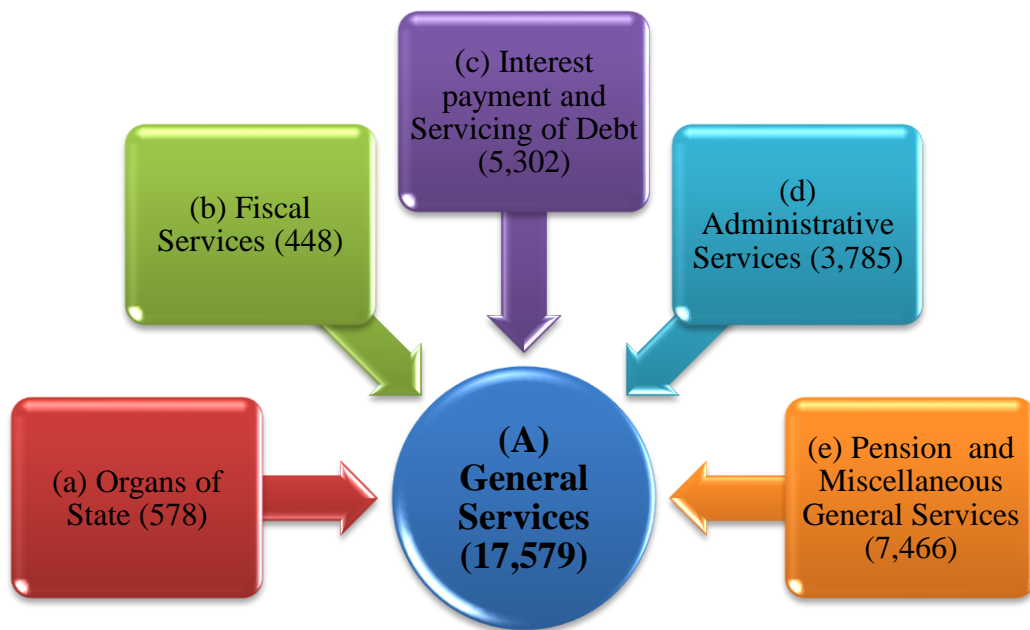 (c) Interest
payment and
Servicing of Debt
(5,302)
(b) Fiscal
Services (448)
(d)
Administrative
Services (3,785)
(a) Organs of
State (578)
(A)
General
Services
(17,579)
(e) Pension and
Miscellaneous
General Services
(7,466)